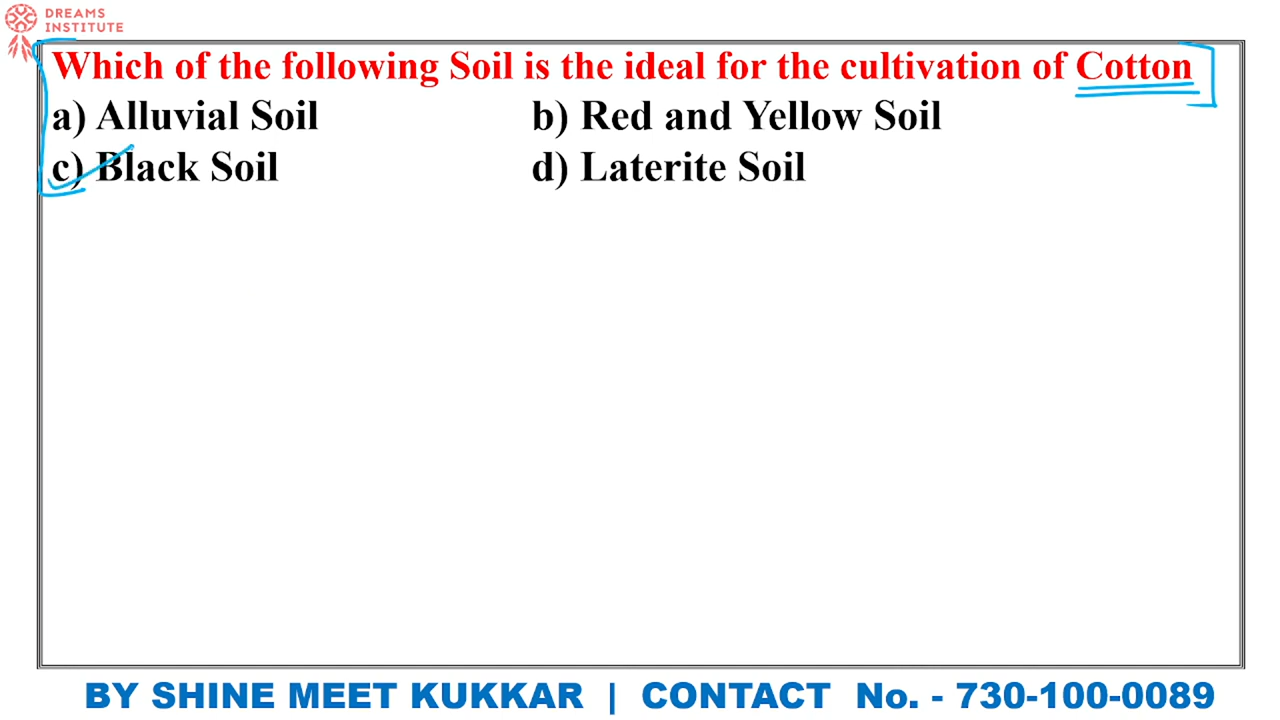 DREAMS
INSTITUTE
Which of the following Soil is the ideal for the cultivation of Cotton
a) Alluvial Soil b) Red and Yellow Soil
c) Black Soil d) Laterite Soil
BY SHINE MEET KUKKAR | CONTACT No. - 730-100-0089